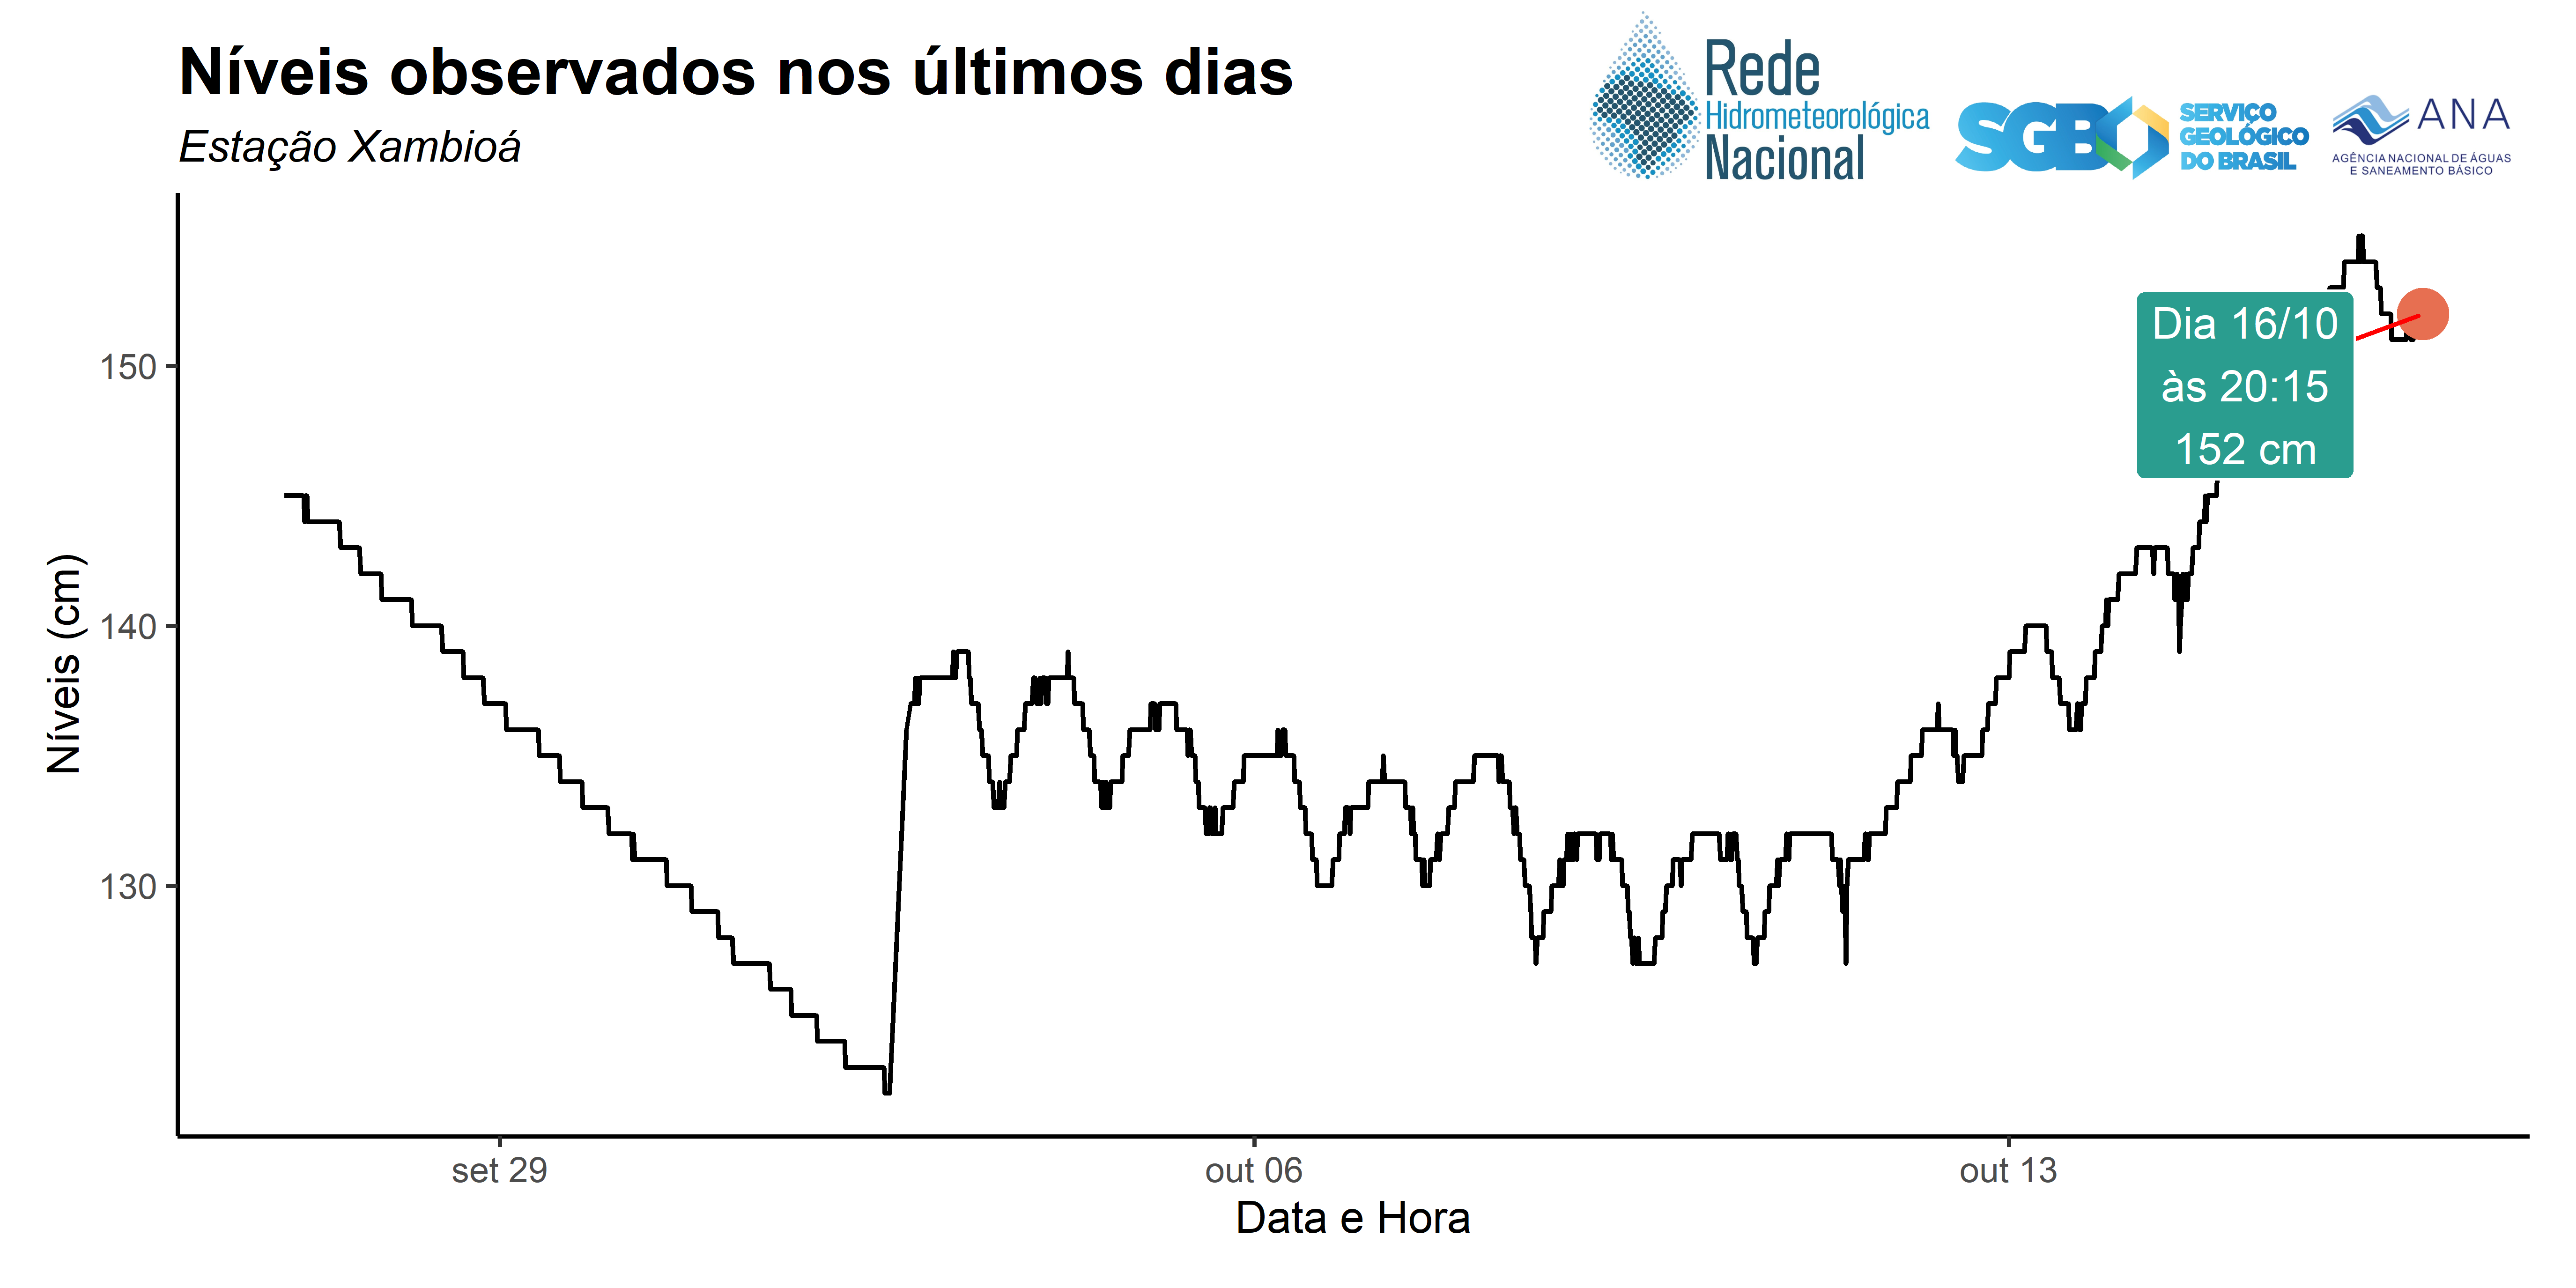 Níveis observados nos últimos dias
Estação Xambioá
Rede
Hidrometeorológica
Nacional
SGB
SERVIÇO
GEOLÓGICO
DO BRASIL
ANA
AGÊNCIA NACIONAL DE ÁGUAS
E SANEAMENTO BÁSICO
Níveis (cm)
150
140
130
Dia 16/10
às 20:15
152 cm
set 29
out 06
out 13
Data e Hora